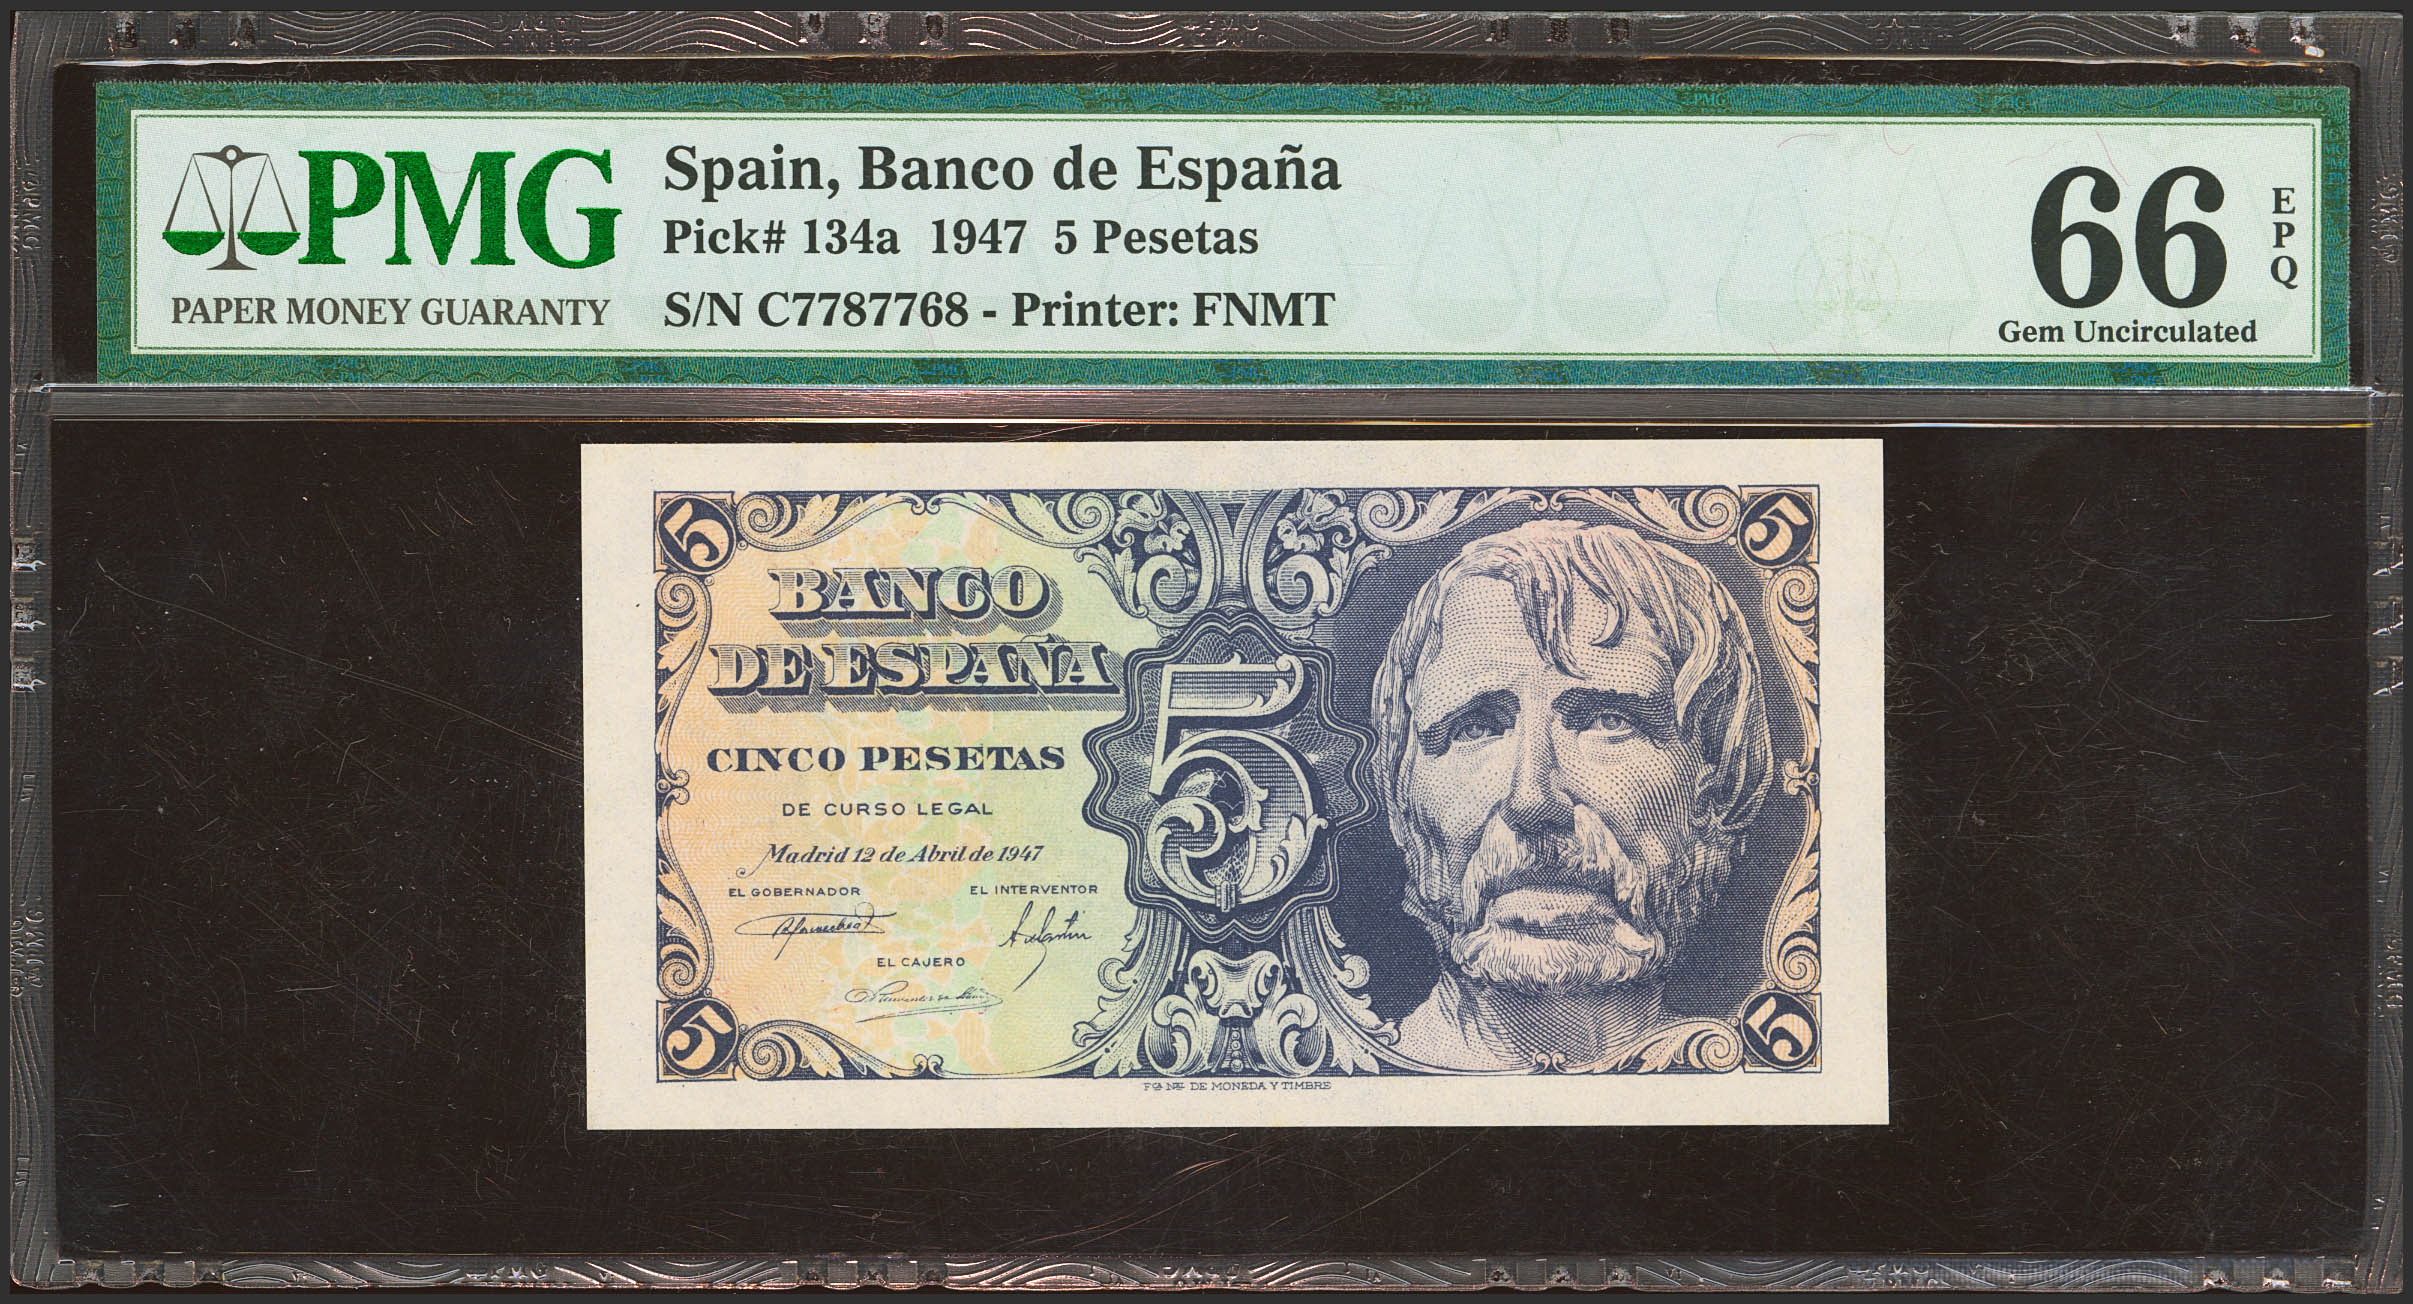 PMG
PAPER MONEY GUARANTY
Spain, Banco de España
Pick# 134a 1947 5 Pesetas
S/N C7787768 - Printer: FNMT
66
EPQ
Gem Uncirculated
5
5
BANCO
DE ESPAÑA
5
CINCO PESETAS
DE CURSO LEGAL
Madrid 12 de Abril de 1947
EL GOBERNADOR EL INTERVENTOR
EL CAJERO
5
5
Fca Nal DE MONEDA Y TIMBRE